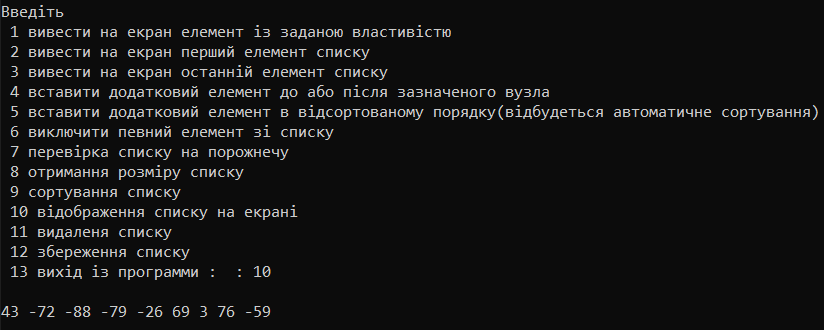 Введіть
1 вивести на екран елемент із заданою властивістю
2 вивести на екран перший елемент списку
3 вивести на екран останній елемент списку
4 вставити додатковий елемент до або після зазначеного вузла
5 вставити додатковий елемент в відсортованому порядку(відбудеться автоматичне сортування)
6 виключити певний елемент зі списку
7 перевірка списку на порожнечу
8 отримання розміру списку
9 сортування списку
10 відображення списку на екрані
11 видаленя списку
12 збереження списку
13 вихід із программи :  : 10
43 -72 -88 -79 -26 69 3 76 -59